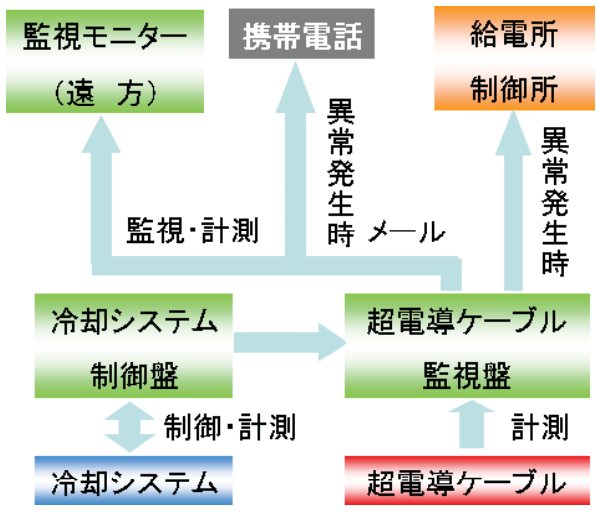 監視モニター
(遠 方)
携帯電話
給電所
制御所
異常発生時
異常発生時
監視・計測
メール
冷却システム
制御盤
超電導ケーブル
監視盤
制御・計測
計測
冷却システム
超電導ケーブル